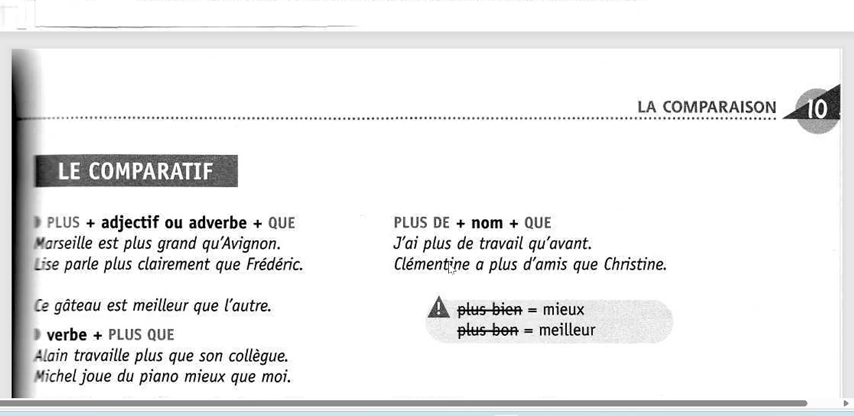 LA COMPARAISON 10
LE COMPARATIF
PLUS + adjectif ou adverbe + QUE
Marseille est plus grand qu'Avignon.
Lise parle plus clairement que Frédéric.
Ce gâteau est meilleur que l'autre.
verbe + PLUS QUE
Alain travaille plus que son collègue.
Michel joue du piano mieux que moi.
PLUS DE + nom + QUE
J'ai plus de travail qu'avant.
Clémentine a plus d'amis que Christine.
plus bien = mieux
plus bon = meilleur